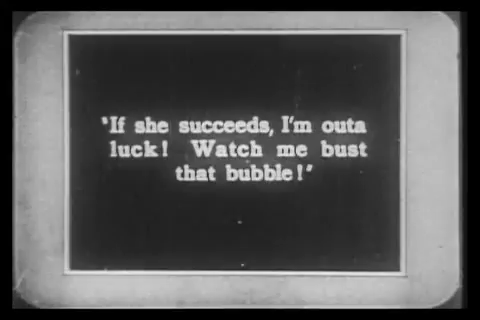 "If she succeeds, I'm outa
luck! Watch me bust
that bubble!"